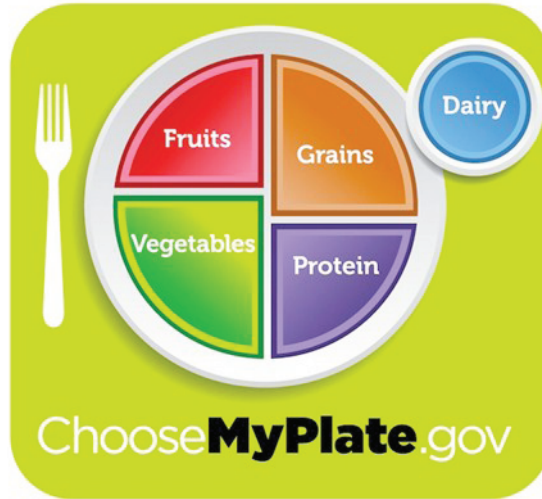 Dairy
Fruits
Grains
Vegetables
Protein
ChooseMyPlate.gov